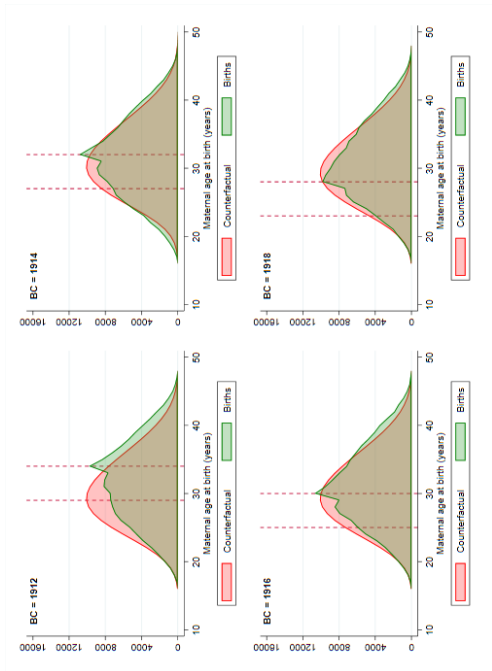 BC = 1912
16000
12000
8000
4000
0
10 20 30 40 50
Maternal age at birth (years)
Counterfactual Births
BC = 1914
16000
12000
8000
4000
0
10 20 30 40 50
Maternal age at birth (years)
Counterfactual Births
BC = 1916
16000
12000
8000
4000
0
10 20 30 40 50
Maternal age at birth (years)
Counterfactual Births
BC = 1918
16000
12000
8000
4000
0
10 20 30 40 50
Maternal age at birth (years)
Counterfactual Births